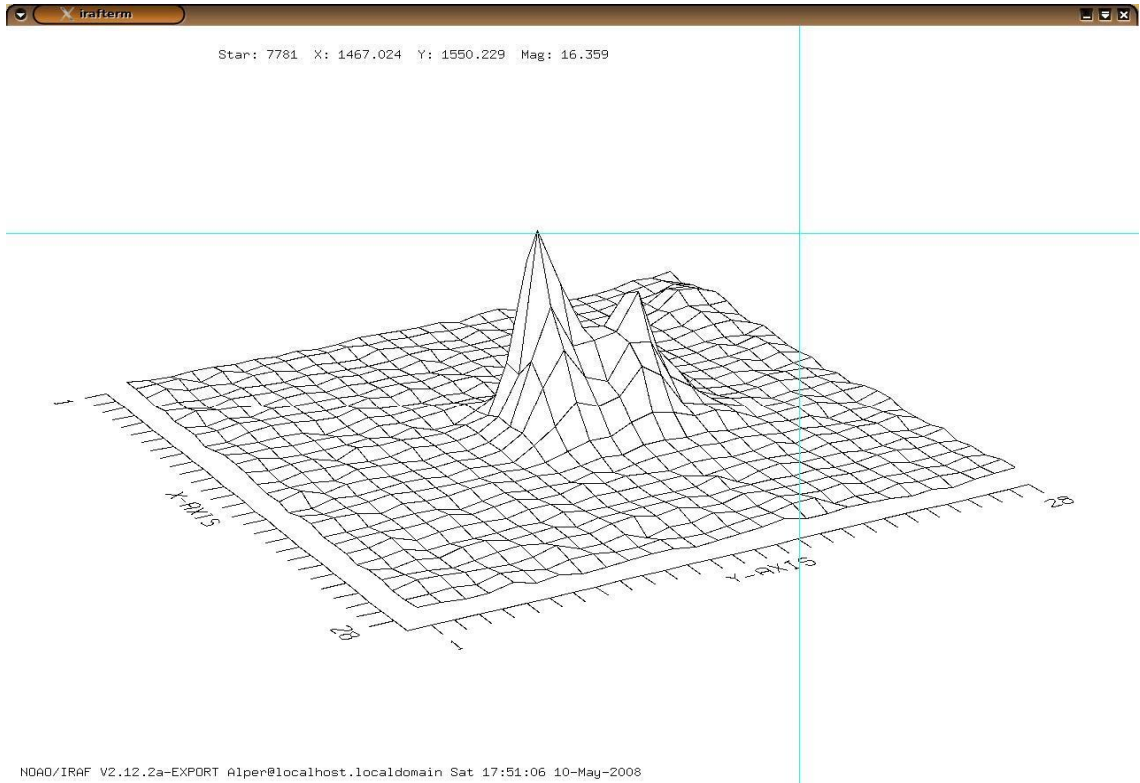 irafterm
Star: 7781 X: 1467.024 Y: 1550.229 Mag: 16.359
1
X-AXIS
28
1
Y-AXIS
28
NOAO/IRAF V2.12.2a-EXPORT Alper@localhost.localdomain Sat 17:51:06 10-May-2008